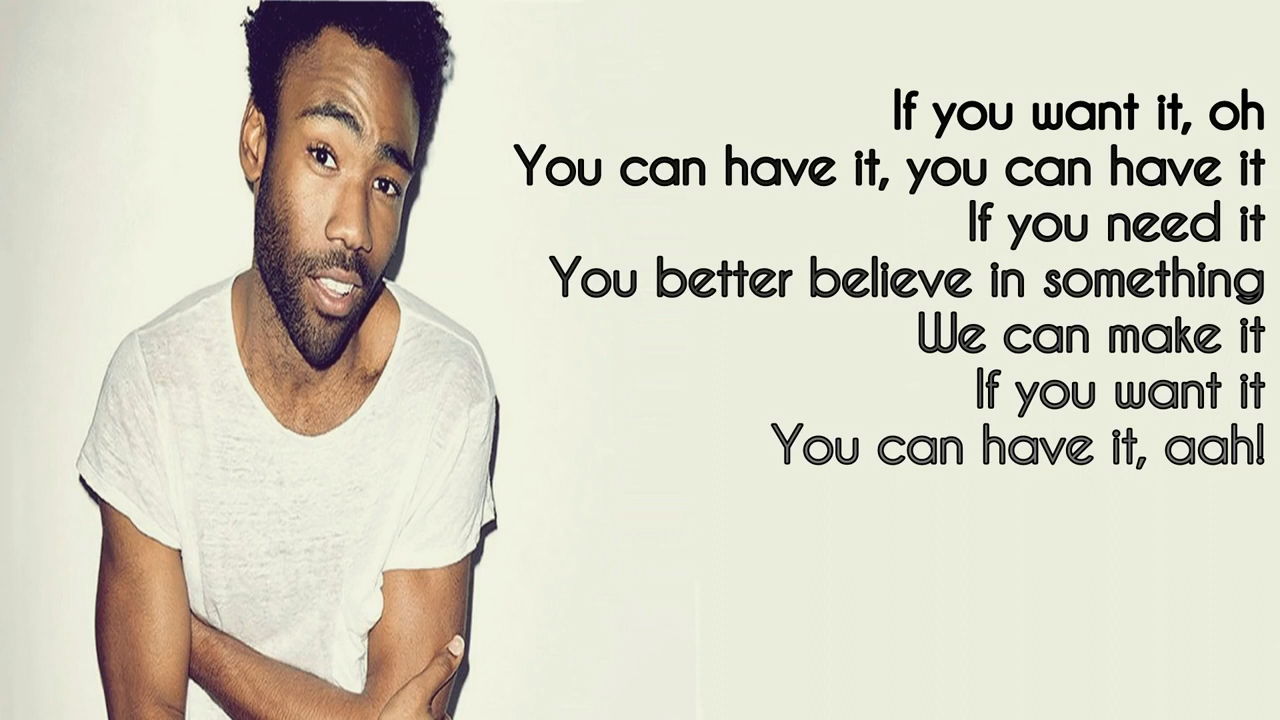 If you want it, oh
You can have it, you can have it
If you need it
You better believe in something
We can make it
If you want it
You can have it, aah!